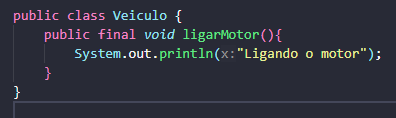 public class Veiculo {
    public final void ligarMotor(){
        System.out.println(x:"Ligando o motor");
    }
}